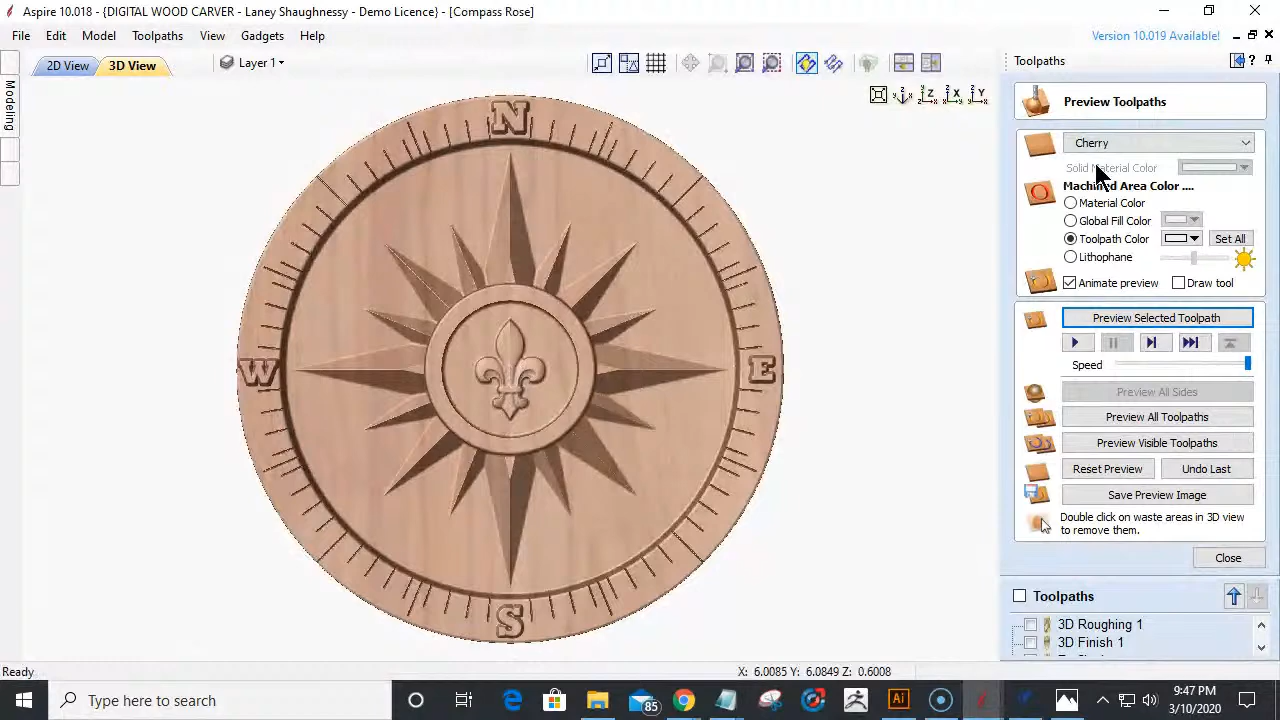 Aspire 10.018 - {DIGITAL WOOD CARVER - Laney Shaughnessy - Demo Licence} - [Compass Rose]
File Edit Model Toolpaths View Gadgets Help
Version 10.019 Available!
2D View
3D View
Layer 1
Toolpaths
Modeling
Z X Y
N
W
E
S
Preview Toolpaths
Cherry
Solid Material Color
Machined Area Color ....
Material Color
Global Fill Color
Toolpath Color
Set All
Lithophane
Animate preview
Draw tool
Preview Selected Toolpath
Speed
Preview All Sides
Preview All Toolpaths
Preview Visible Toolpaths
Reset Preview
Undo Last
Save Preview Image
Double click on waste areas in 3D view
to remove them.
Close
Toolpaths
3D Roughing 1
3D Finish 1
Ready
X: 6.0085 Y: 6.0849 Z: 0.6008
Type here to search
85
Ai
9:47 PM
3/10/2020